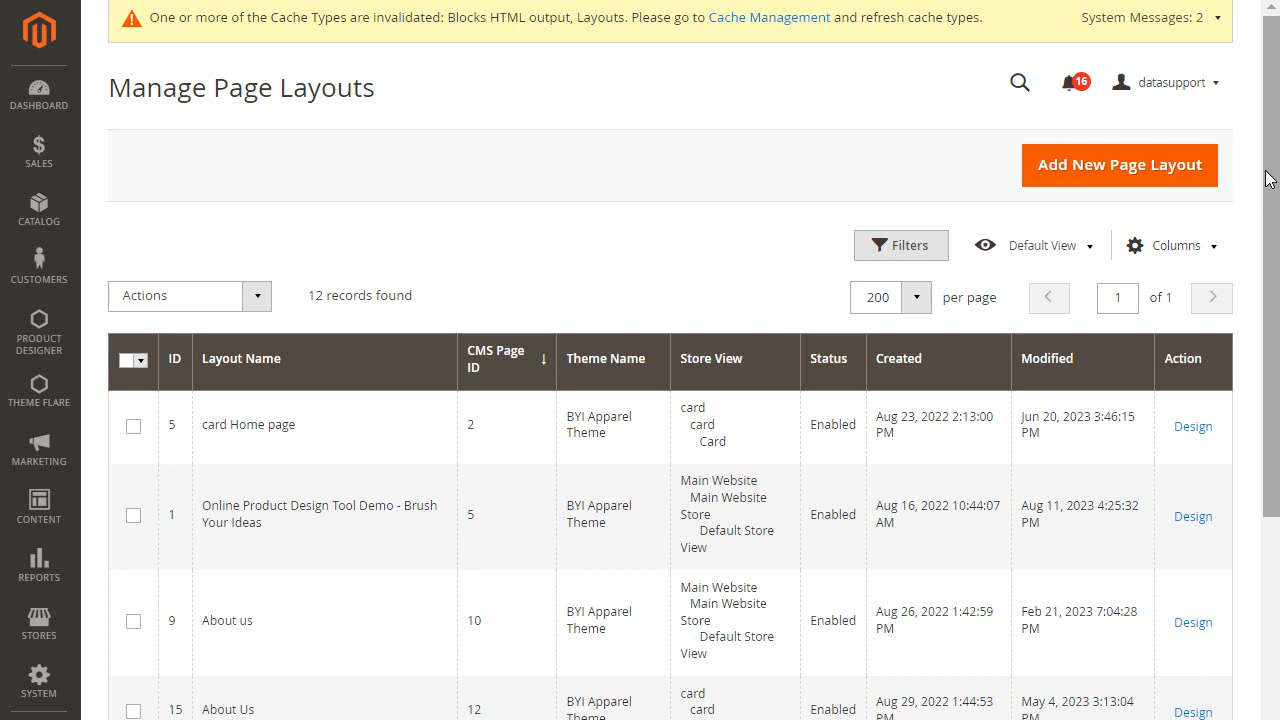 One or more of the Cache Types are invalidated: Blocks HTML output, Layouts. Please go to Cache Management and refresh cache types.
System Messages: 2
Manage Page Layouts
16
datasupport
DASHBOARD
SALES
CATALOG
CUSTOMERS
PRODUCT
DESIGNER
THEME FLARE
MARKETING
CONTENT
REPORTS
STORES
SYSTEM
Add New Page Layout
Filters
Default View
Columns
Actions
12 records found
200
per page
1
of 1
ID
Layout Name
CMS Page
ID
Theme Name
Store View
Status
Created
Modified
Action
5
card Home page
2
BYI Apparel
Theme
card
card
Card
Enabled
Aug 23, 2022 2:13:00
PM
Jun 20, 2023 3:46:15
PM
Design
1
Online Product Design Tool Demo - Brush
Your Ideas
5
BYI Apparel
Theme
Main Website
Main Website
Store
Default Store
View
Enabled
Aug 16, 2022 10:44:07
AM
Aug 11, 2023 4:25:32
PM
Design
9
About us
10
BYI Apparel
Theme
Main Website
Main Website
Store
Default Store
View
Enabled
Aug 26, 2022 1:42:59
PM
Feb 21, 2023 7:04:28
PM
Design
15
About Us
12
BYI Apparel
Theme
card
card
Enabled
Aug 29, 2022 1:44:53
PM
May 4, 2023 3:13:04
PM
Design